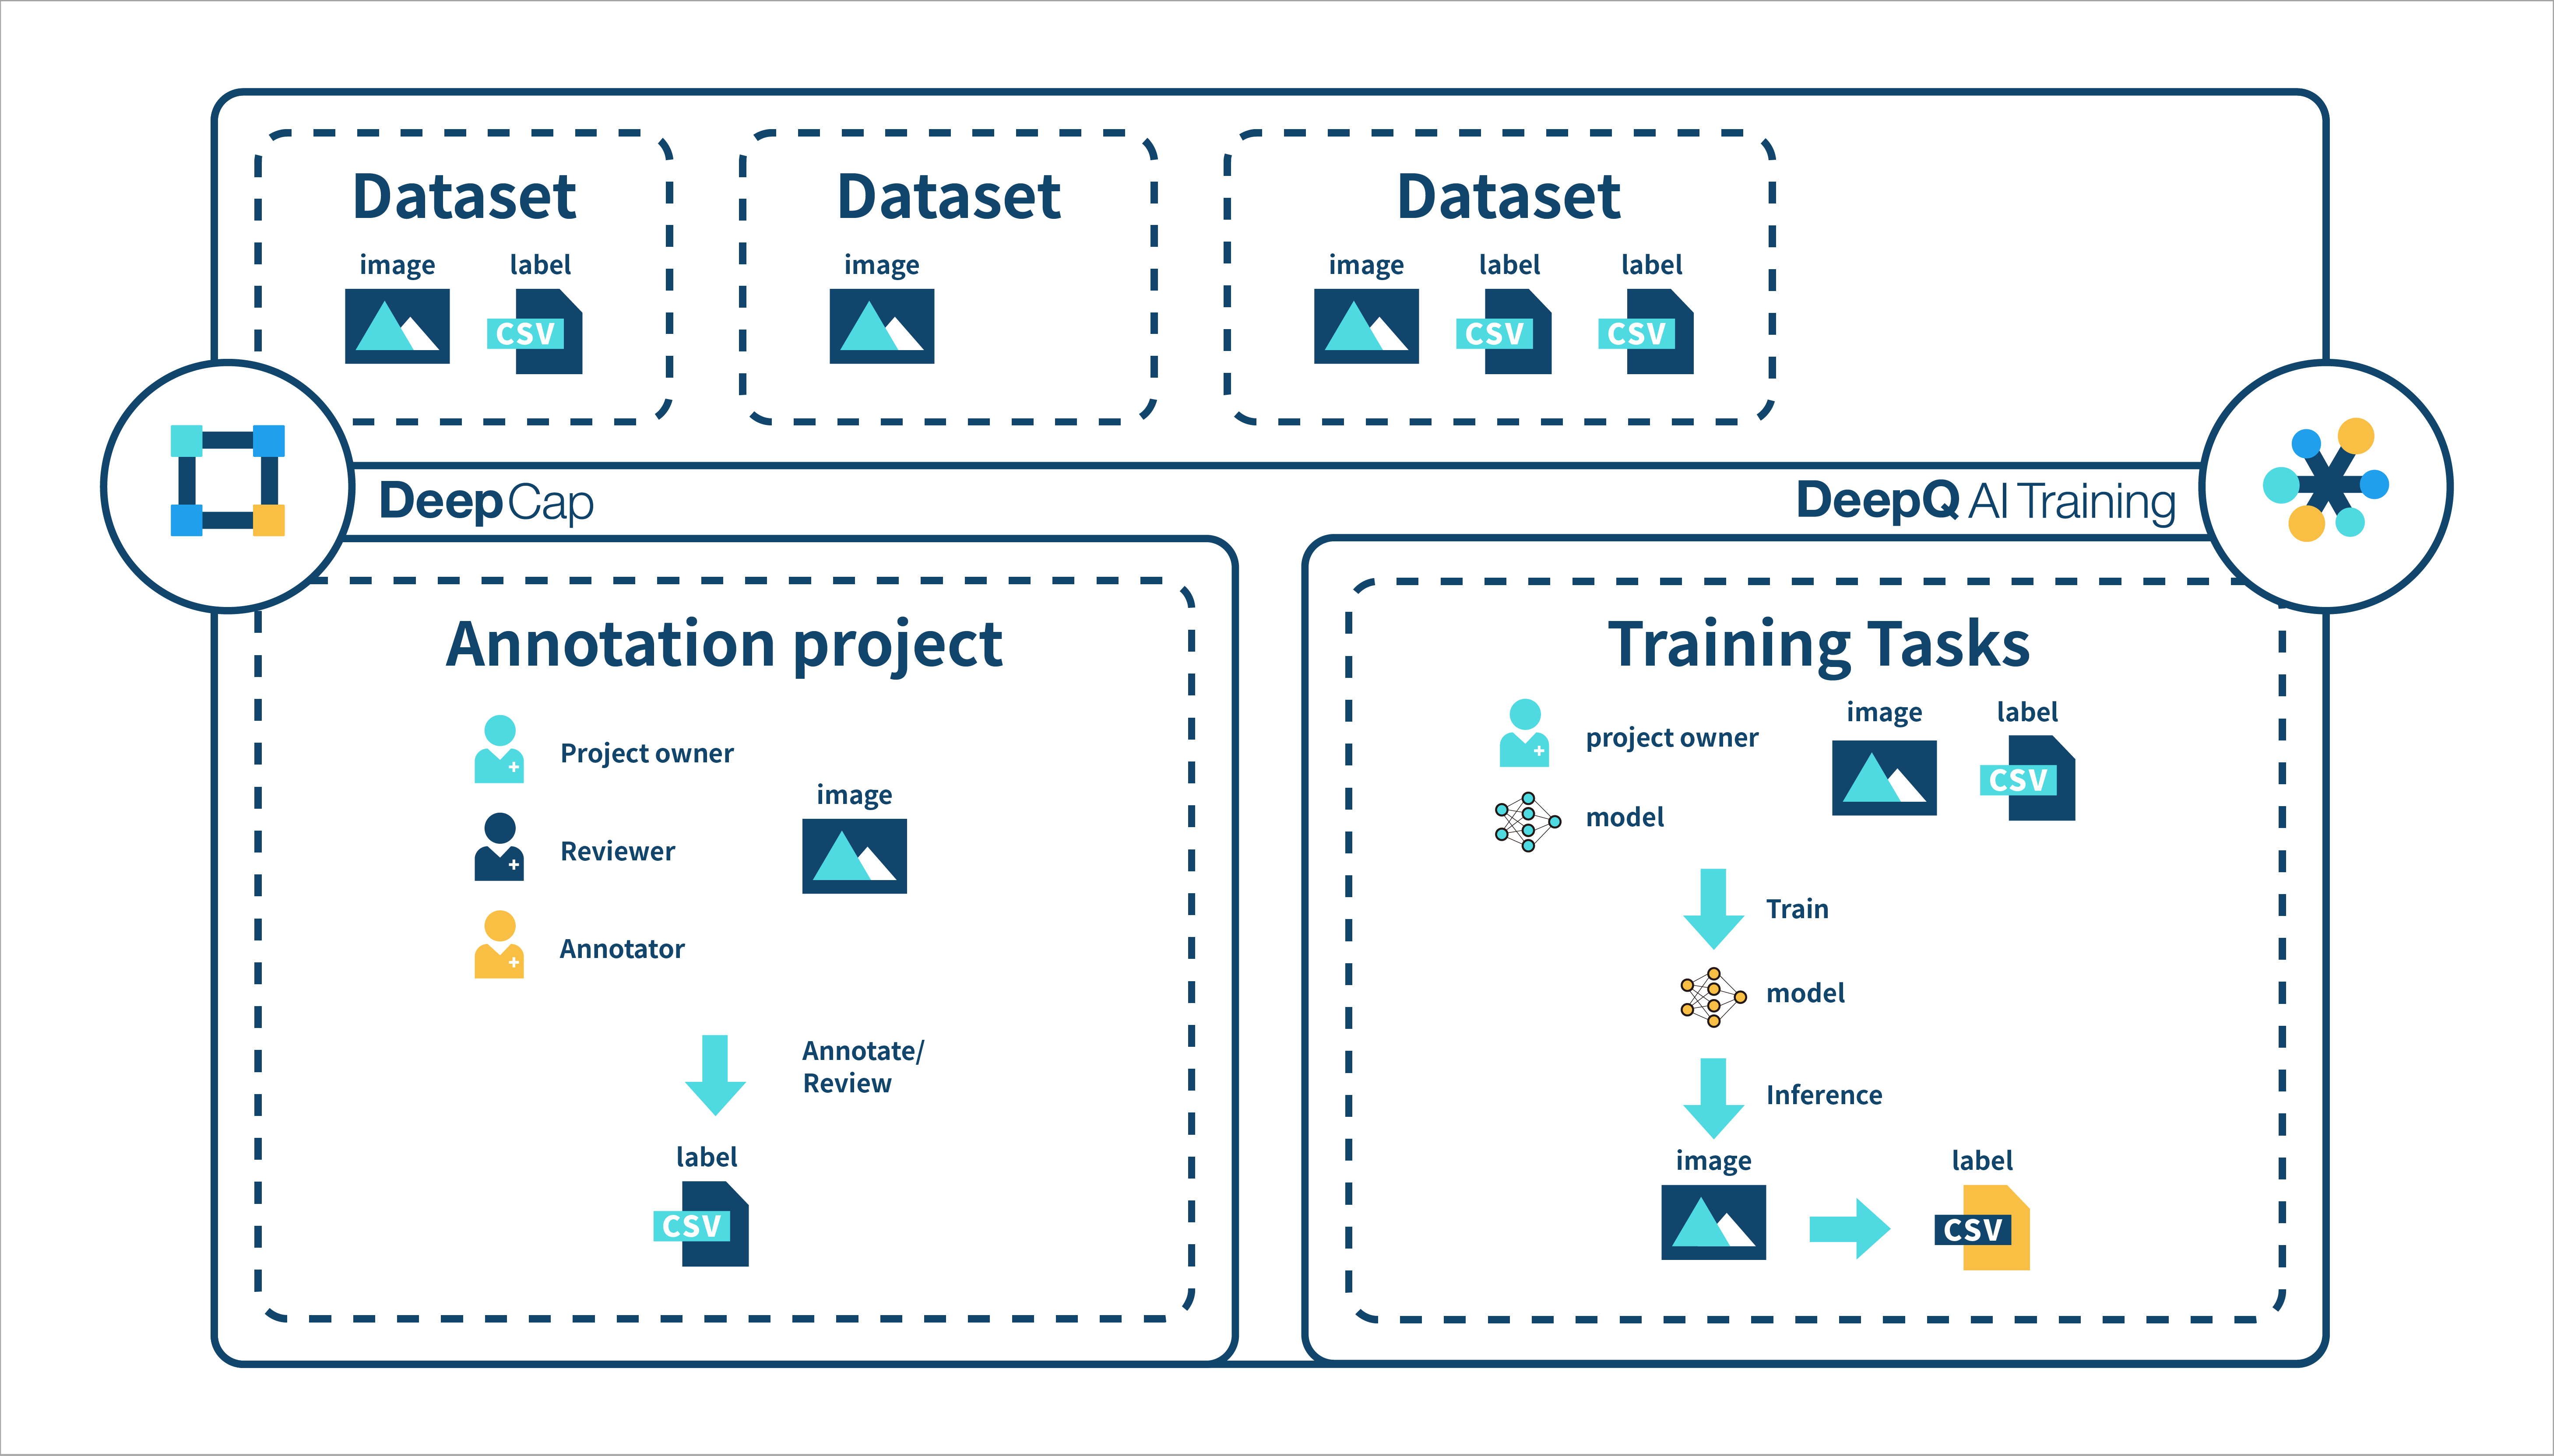 Dataset
image label
CSV
Dataset
image
Dataset
image label label
CSV CSV
DeepCap
DeepQ AI Training
Annotation project
Project owner
Reviewer
Annotator
image
Annotate/
Review
label
CSV
Training Tasks
project owner
model
image label
CSV
Train
model
Inference
image label
CSV